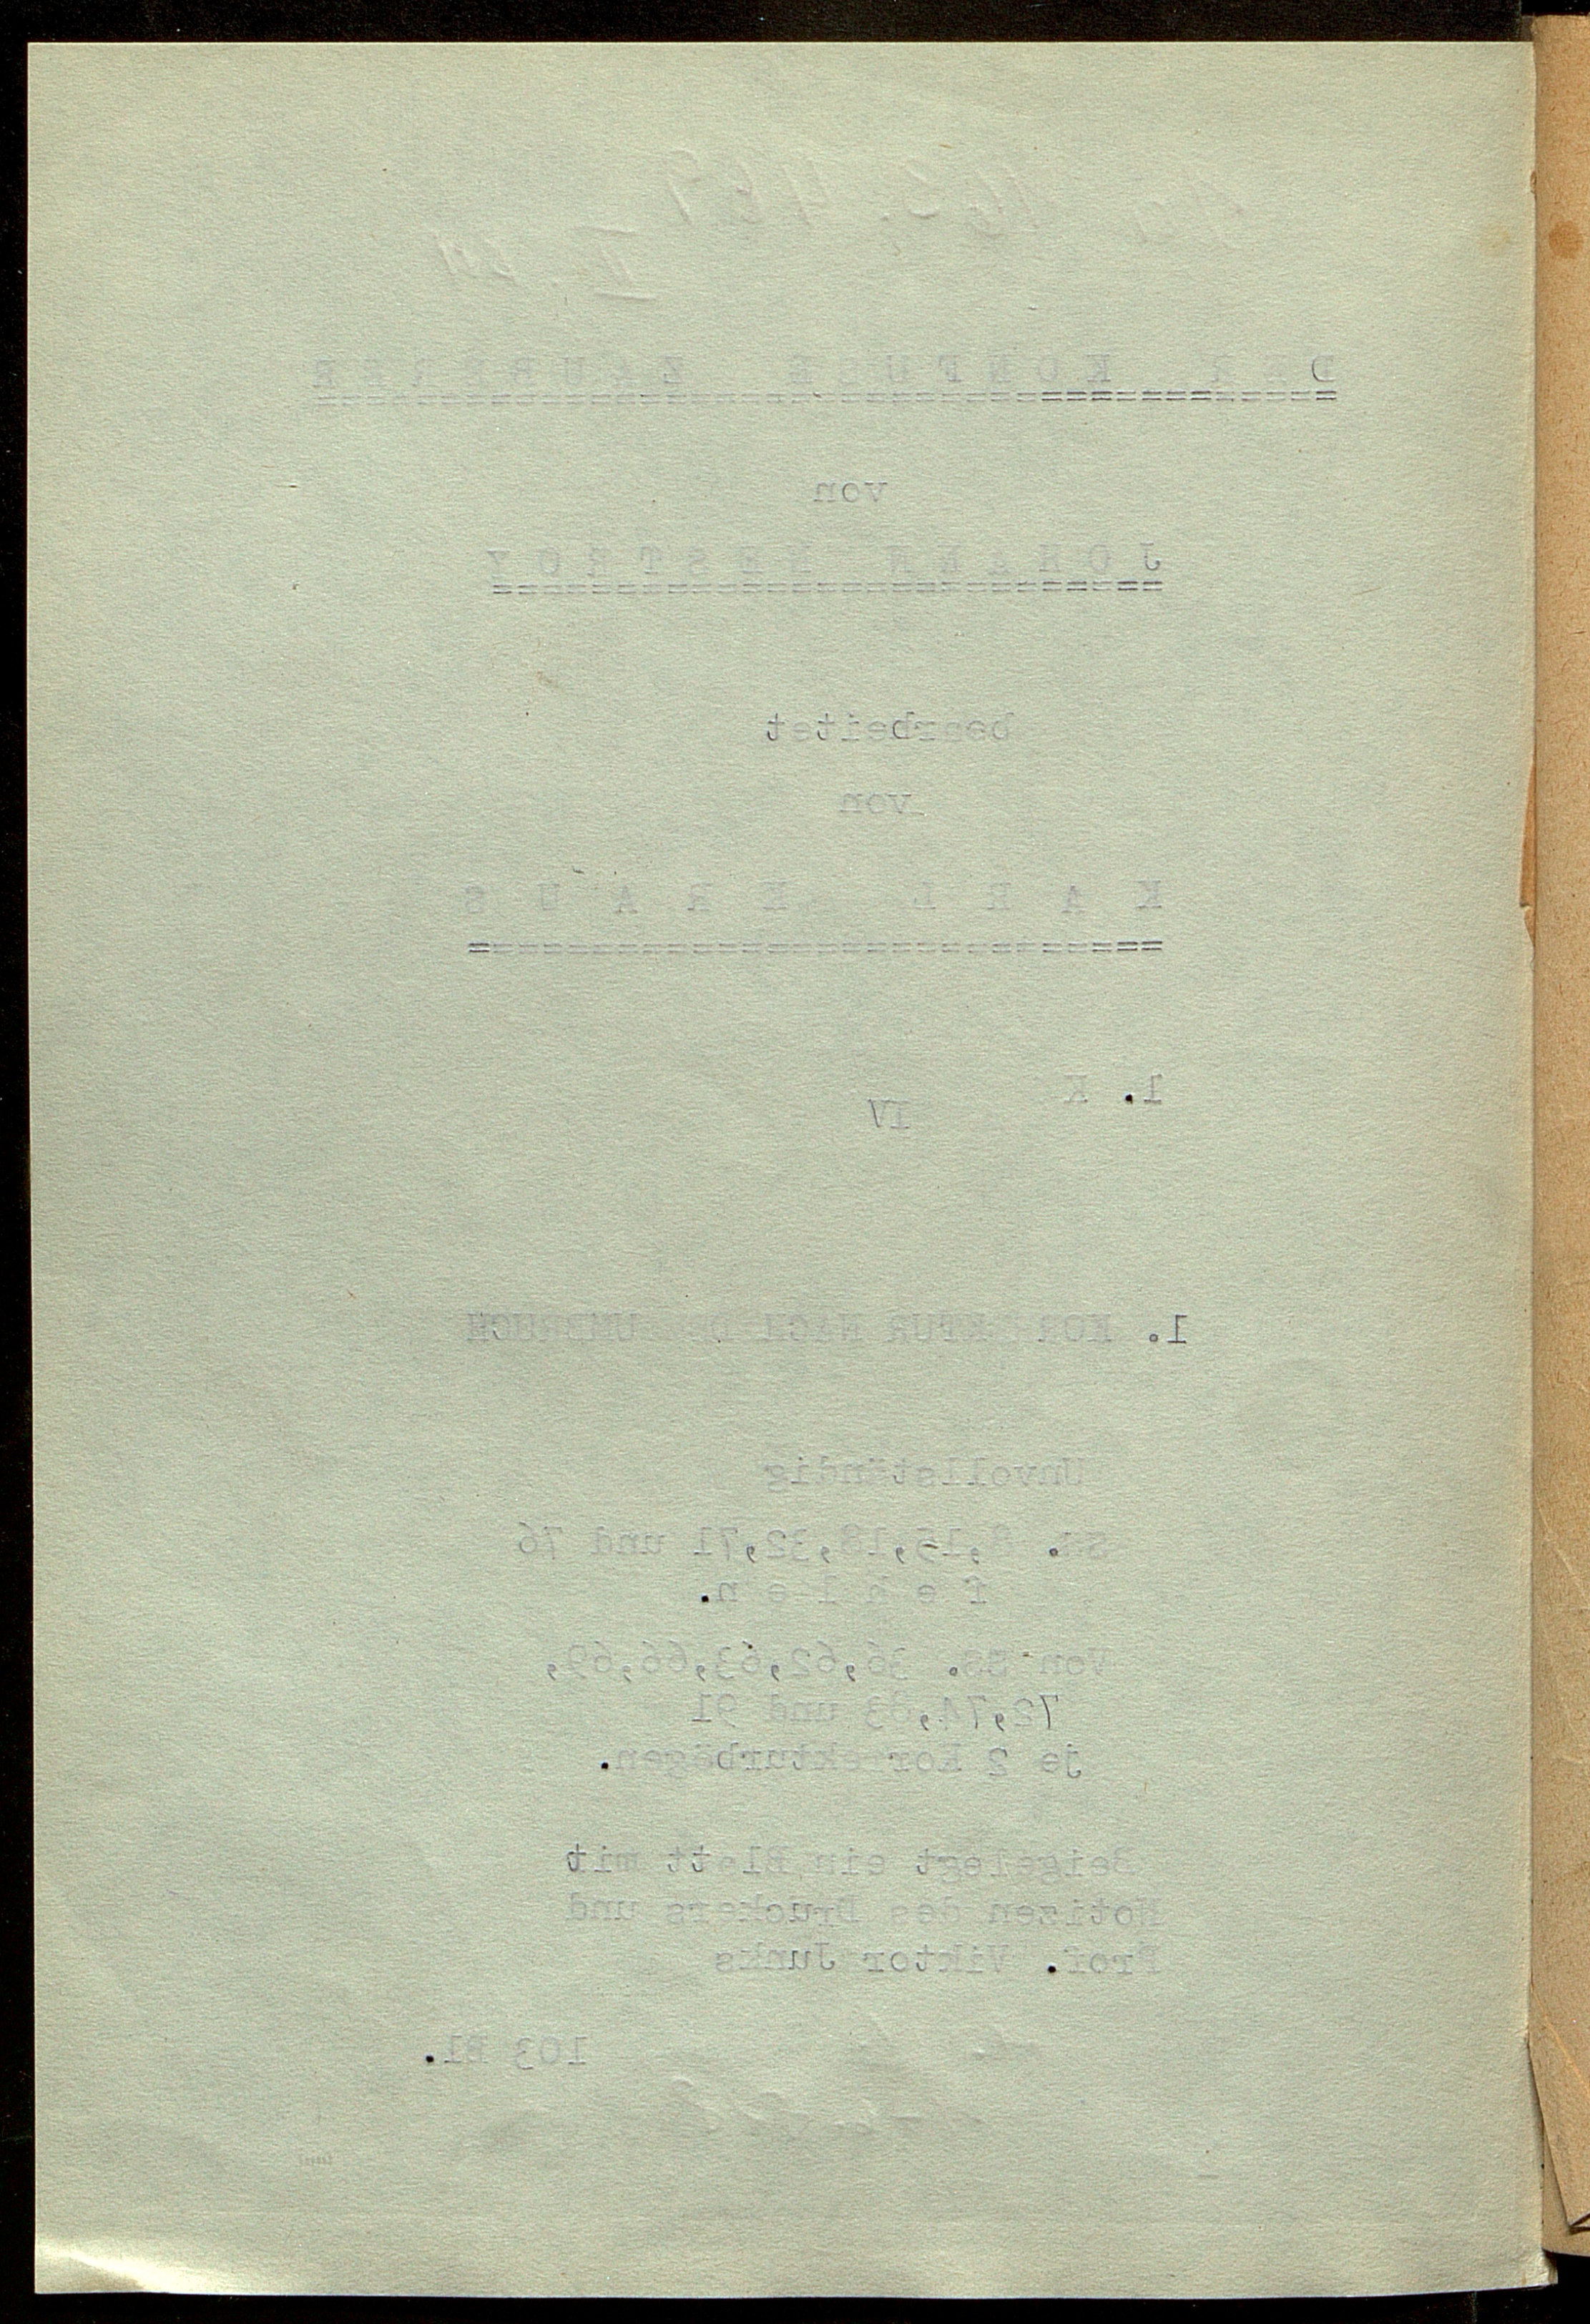 DER KONFUSE ZAUBERER
von
JOHANN NESTROY
bearbeitet
von
KARL KRAUS
1. K
IV
1. KORREKTUR NACH DEM UMBRUCH
Unvollständig
SS. 8,15,18,32,71 und 76
fehlen.
Von SS. 36,62,63,66,69,
72,74,83 und 91
je 2 Korrekturbögen.
Beigelegt ein Blatt mit
Notizen des Druckers und
Prof. Viktor Junks
103 Bl.